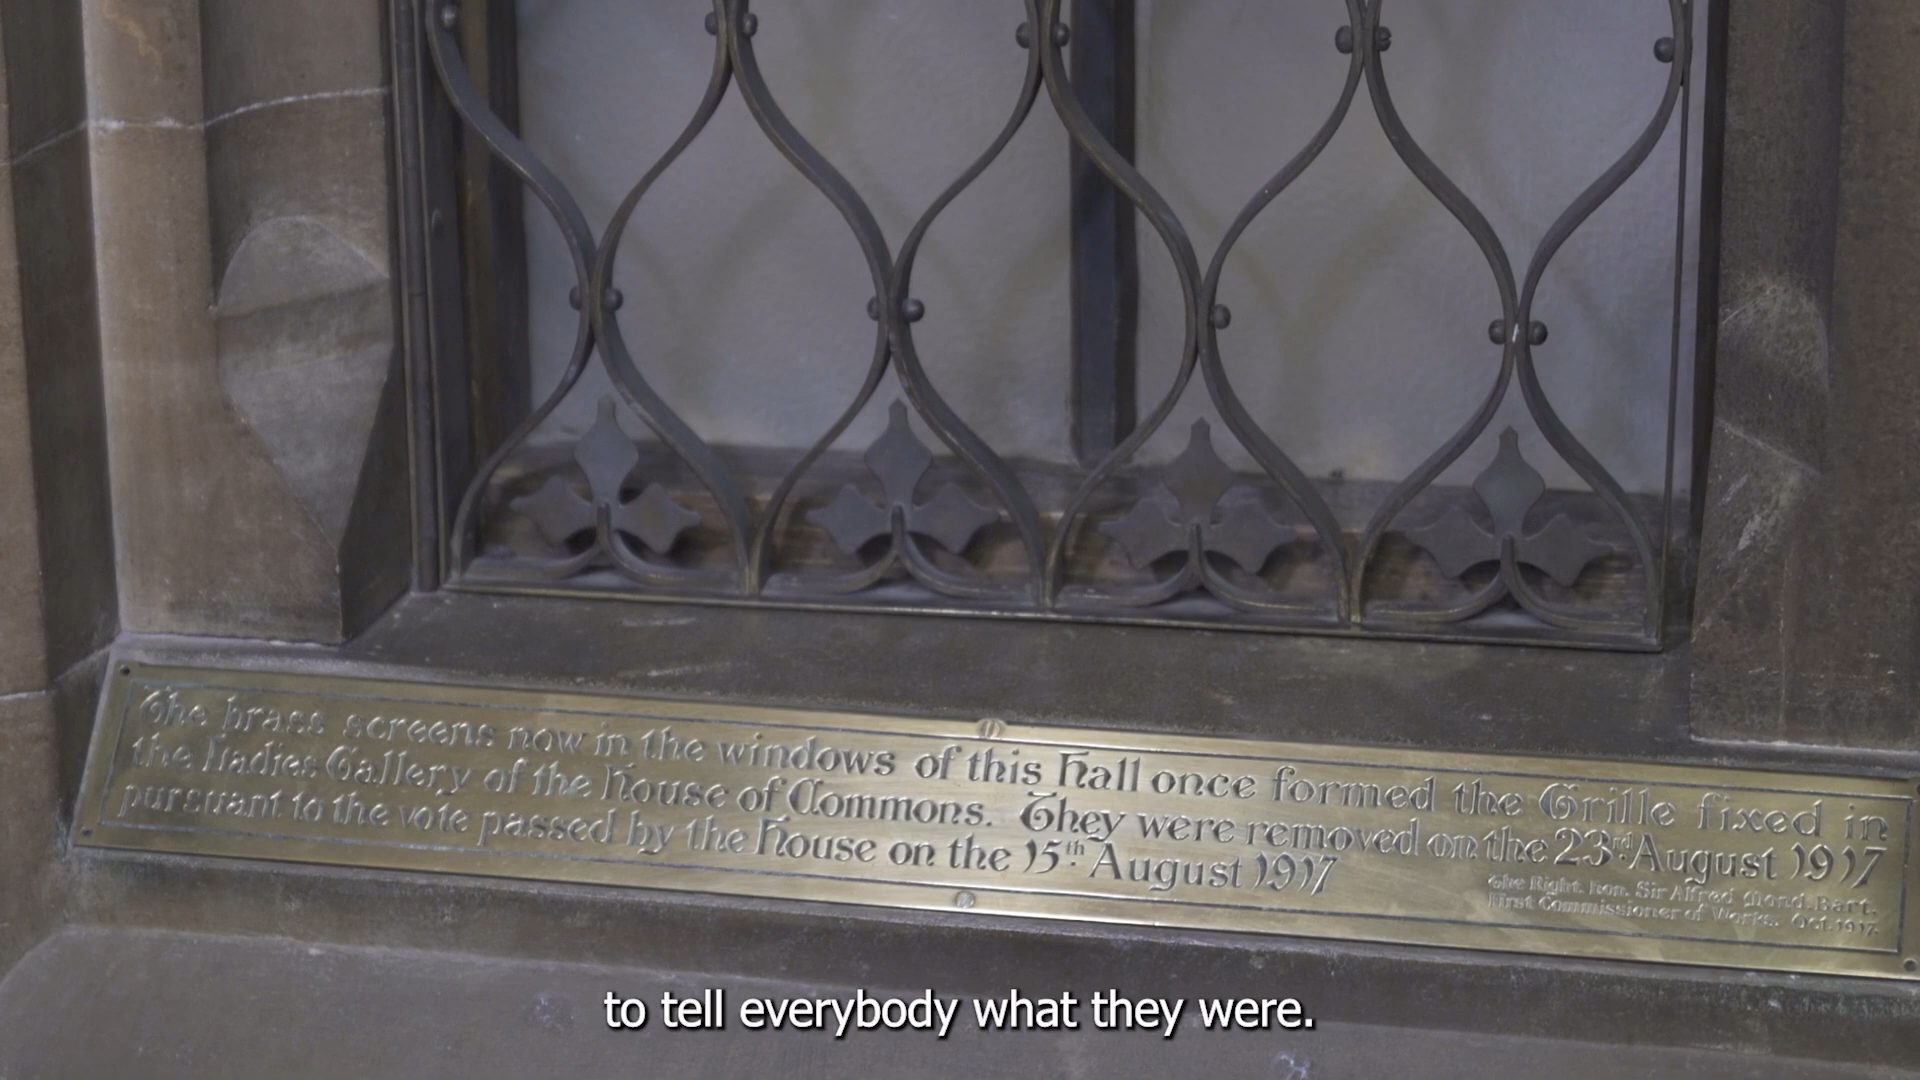 The brass screens now in the windows of this Hall once formed the Grille fixed in
the Ladies Gallery of the House of Commons. They were removed on the 23rd August 1917
pursuant to the vote passed by the House on the 15th August 1917
The Right. Hon. Sir Alfred Mond. Bart.
First Commissioner of Works. Oct. 1917.
to tell everybody what they were.